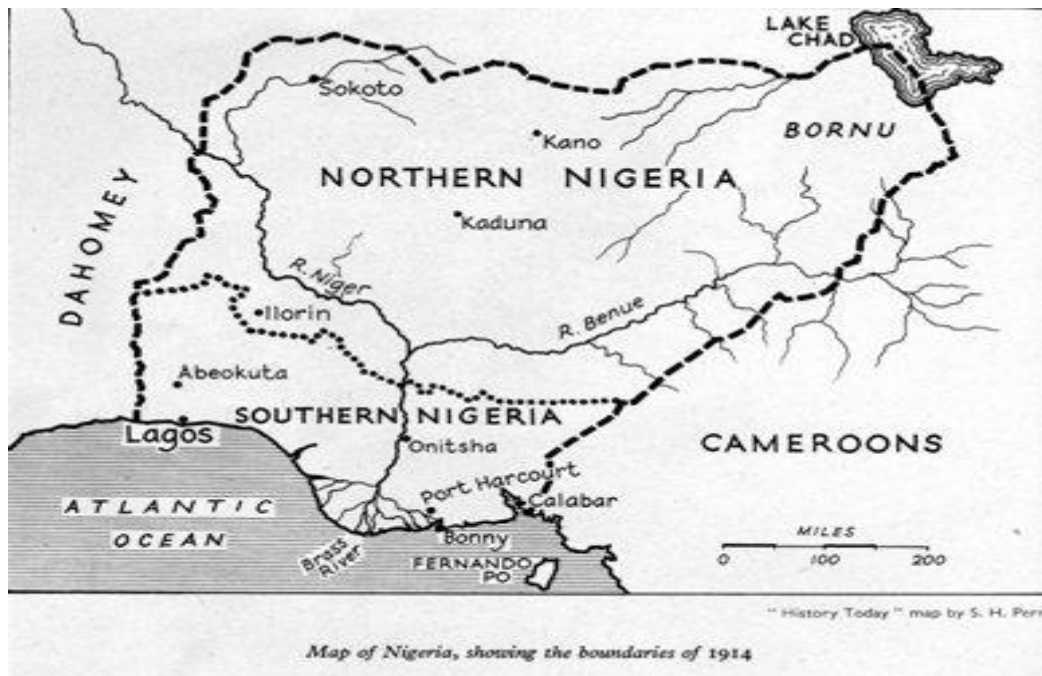 LAKE
CHAD
Sokoto
Kano
BORNU
NORTHERN NIGERIA
DAHOMEY
Kaduna
R. Niger
Ilorin
R. Benue
Abeokuta
SOUTHERN NIGERIA
Lagos
Onitsha
CAMEROONS
Port Harcourt
Calabar
ATLANTIC
OCEAN
Brass
River
Bonny
FERNANDO
PO
MILES
0 100 200
"History Today" map by S. H. Perr
Map of Nigeria, showing the boundaries of 1914